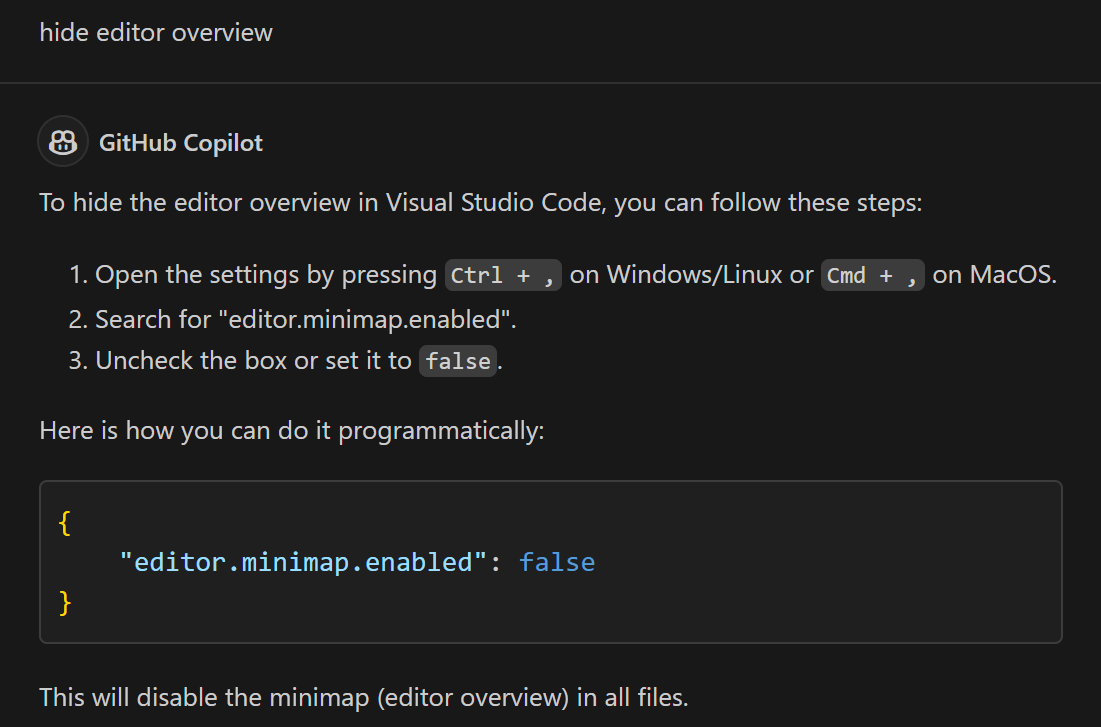 hide editor overview
GitHub Copilot
To hide the editor overview in Visual Studio Code, you can follow these steps:
1. Open the settings by pressing Ctrl + , on Windows/Linux or Cmd + , on MacOS.
2. Search for "editor.minimap.enabled".
3. Uncheck the box or set it to false.
Here is how you can do it programmatically:
{
    "editor.minimap.enabled": false
}
This will disable the minimap (editor overview) in all files.